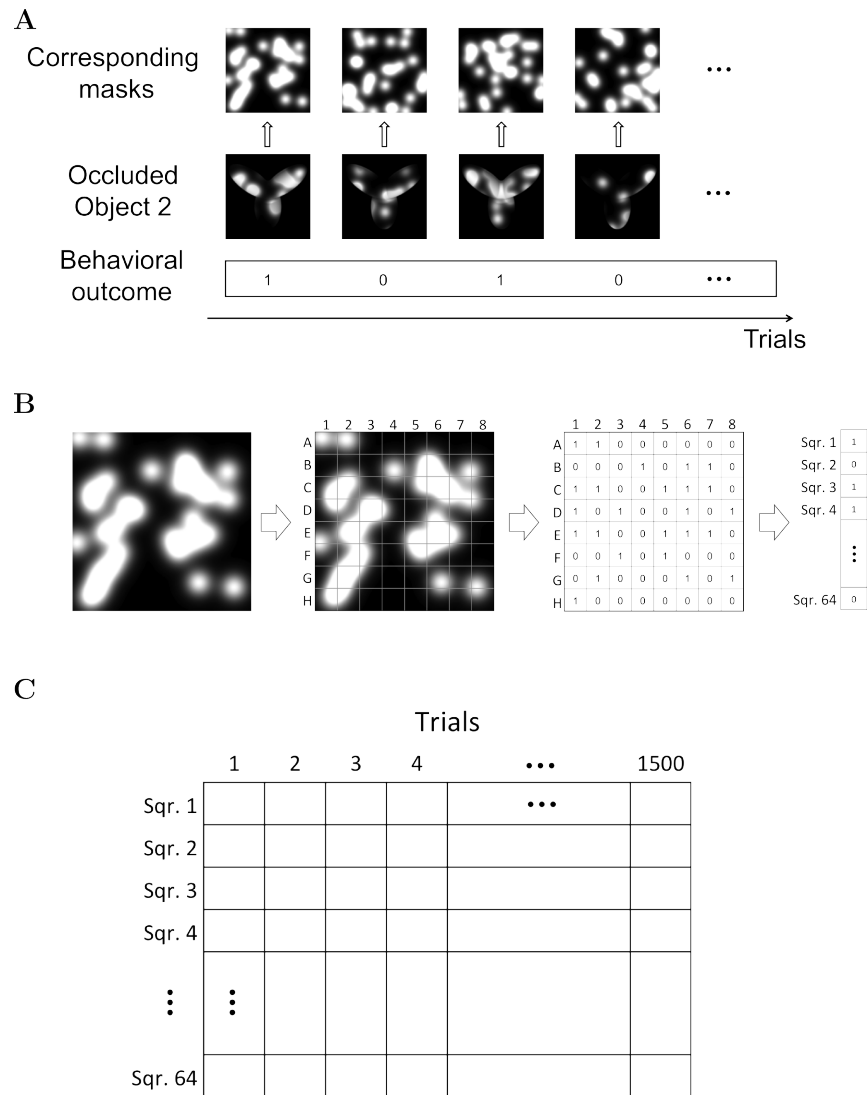 A
Corresponding
masks
•••
Occluded
Object 2
•••
Behavioral
outcome
1 0 1 0 •••
Trials
B
1 2 3 4 5 6 7 8
A
B
C
D
E
F
G
H
1 2 3 4 5 6 7 8
A 1 1 0 0 0 0 0 0
B 0 0 0 1 0 1 1 0
C 1 1 0 0 1 1 1 0
D 1 0 1 0 0 1 0 1
E 1 1 0 0 1 1 1 0
F 0 0 1 0 1 0 0 0
G 0 1 0 0 0 1 0 1
H 1 0 0 0 0 0 0 0
Sqr. 1 1
Sqr. 2 0
Sqr. 3 1
Sqr. 4 1
Sqr. 64 0
C
Trials
1 2 3 4 ••• 1500
Sqr. 1 •••
Sqr. 2
Sqr. 3
Sqr. 4
Sqr. 64